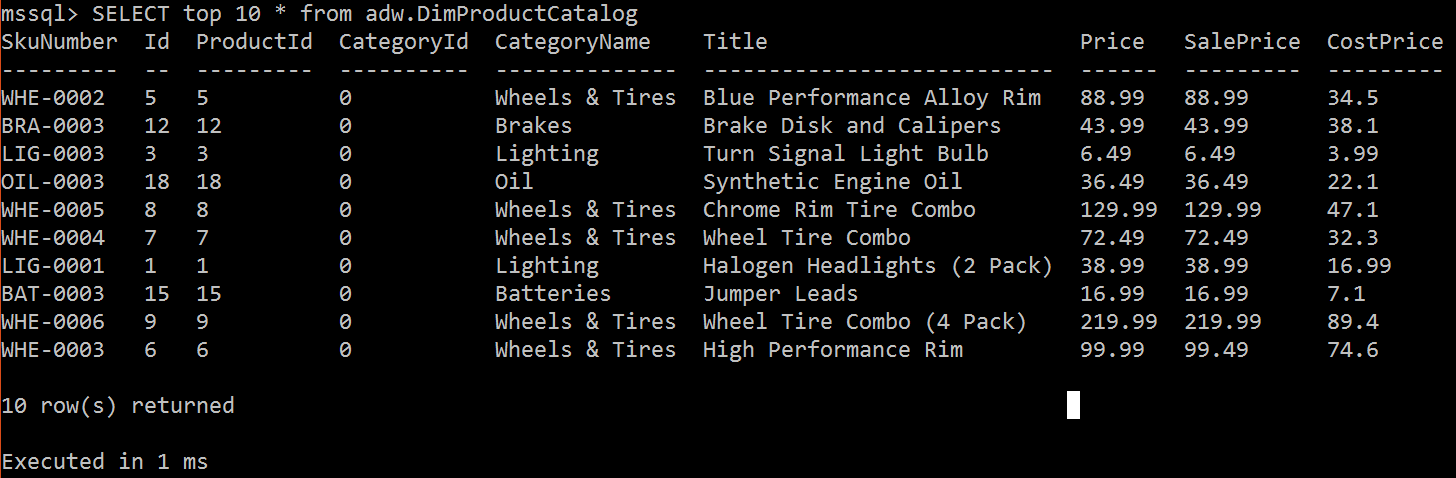 mssql> SELECT top 10 * from adw.DimProductCatalog
SkuNumber  Id  ProductId  CategoryId  CategoryName    Title                        Price   SalePrice  CostPrice
---------  --  ---------  ----------  --------------  ---------------------------  ------  ---------  ---------
WHE-0002   5   5          0           Wheels & Tires  Blue Performance Alloy Rim   88.99   88.99      34.5
BRA-0003   12  12         0           Brakes          Brake Disk and Calipers      43.99   43.99      38.1
LIG-0003   3   3          0           Lighting        Turn Signal Light Bulb       6.49    6.49       3.99
OIL-0003   18  18         0           Oil             Synthetic Engine Oil         36.49   36.49      22.1
WHE-0005   8   8          0           Wheels & Tires  Chrome Rim Tire Combo        129.99  129.99     47.1
WHE-0004   7   7          0           Wheels & Tires  Wheel Tire Combo             72.49   72.49      32.3
LIG-0001   1   1          0           Lighting        Halogen Headlights (2 Pack)  38.99   38.99      16.99
BAT-0003   15  15         0           Batteries       Jumper Leads                 16.99   16.99      7.1
WHE-0006   9   9          0           Wheels & Tires  Wheel Tire Combo (4 Pack)    219.99  219.99     89.4
WHE-0003   6   6          0           Wheels & Tires  High Performance Rim         99.99   99.49      74.6
10 row(s) returned
Executed in 1 ms